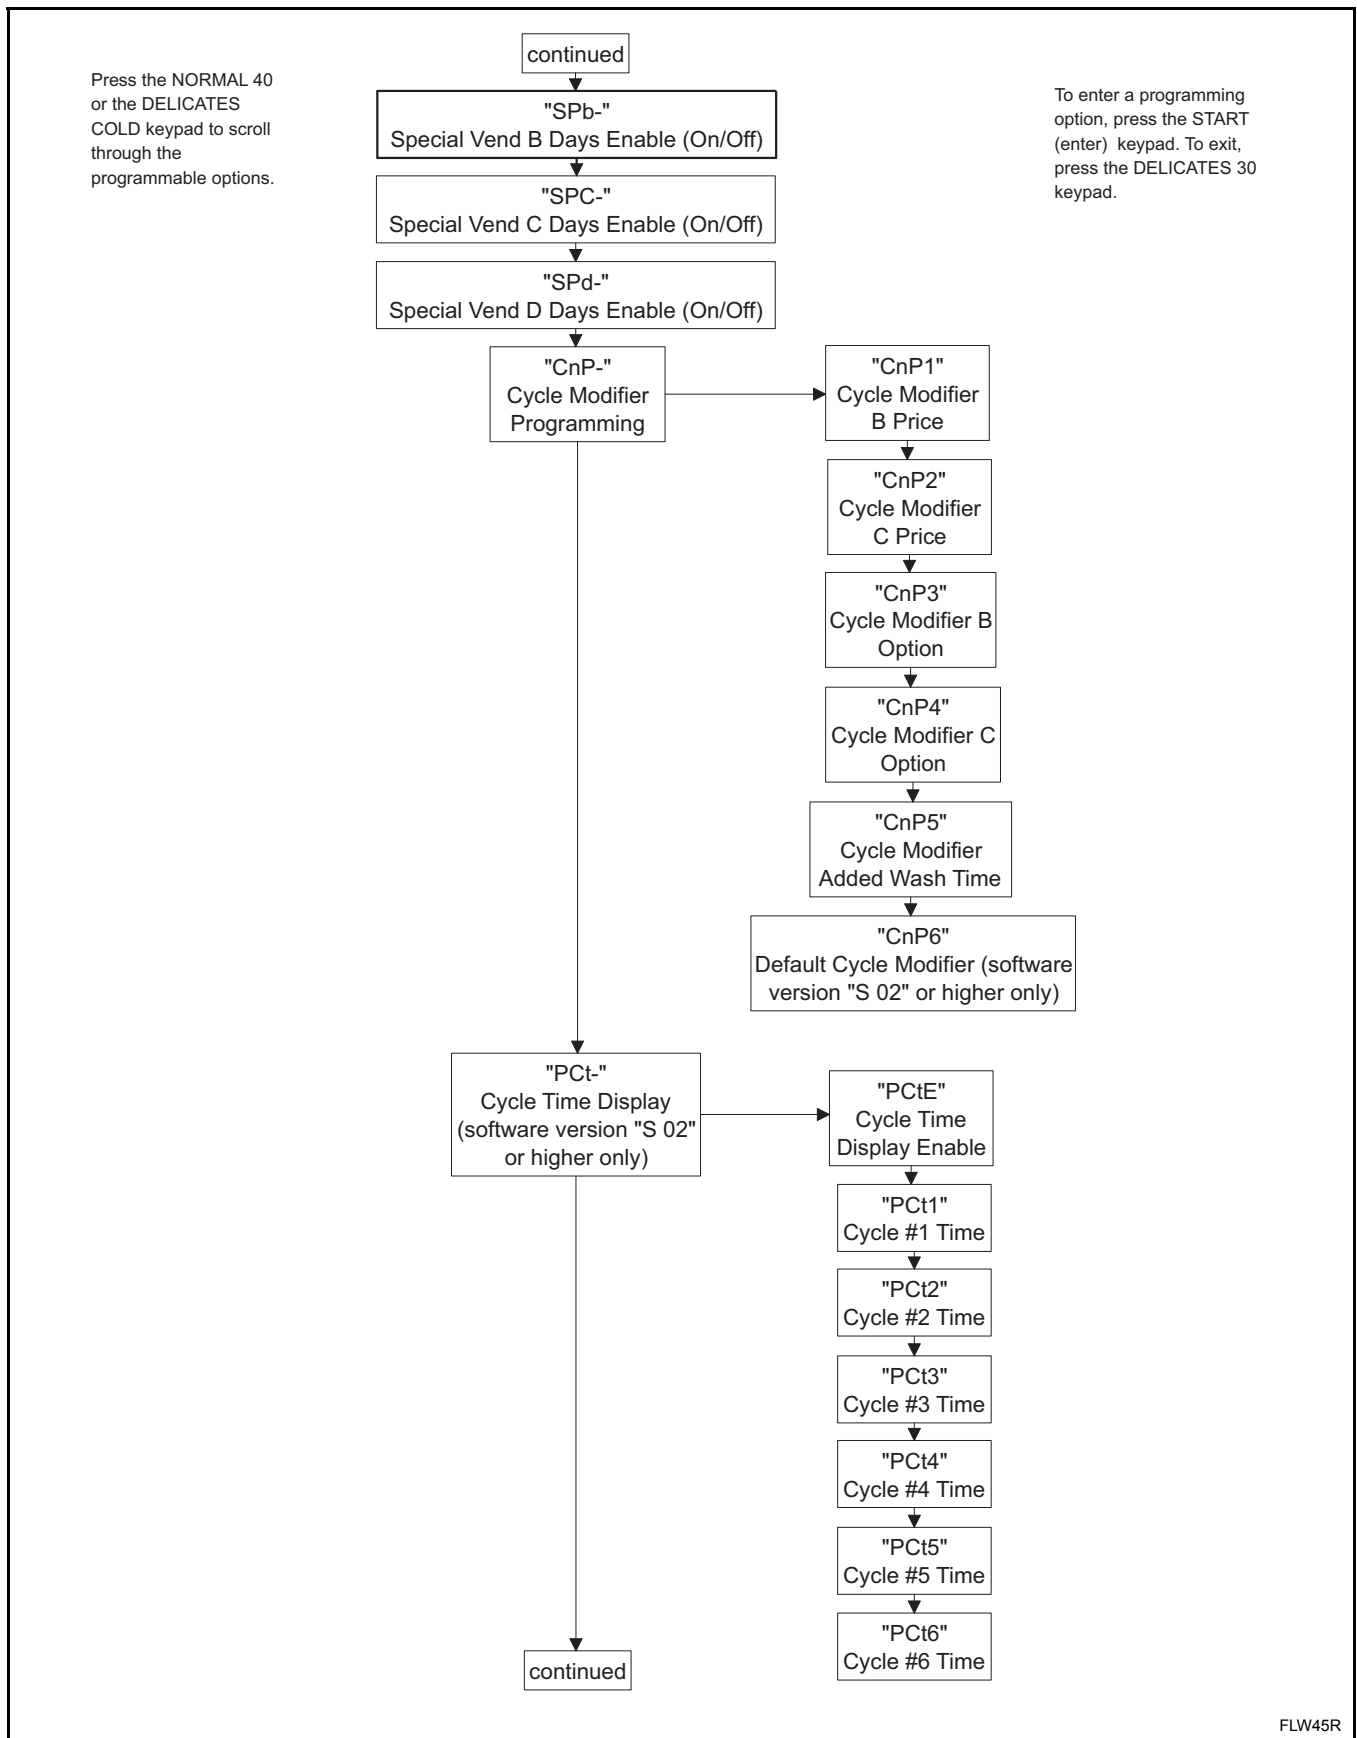 continued
Press the NORMAL 40
or the DELICATES
COLD keypad to scroll
through the
programmable options.
To enter a programming
option, press the START
(enter) keypad. To exit,
press the DELICATES 30
keypad.
"SPb-"
Special Vend B Days Enable (On/Off)
"SPC-"
Special Vend C Days Enable (On/Off)
"SPd-"
Special Vend D Days Enable (On/Off)
"CnP-"
Cycle Modifier
Programming
"CnP1"
Cycle Modifier
B Price
"CnP2"
Cycle Modifier
C Price
"CnP3"
Cycle Modifier B
Option
"CnP4"
Cycle Modifier C
Option
"CnP5"
Cycle Modifier
Added Wash Time
"CnP6"
Default Cycle Modifier (software
version "S 02" or higher only)
"PCt-"
Cycle Time Display
(software version "S 02"
or higher only)
"PCtE"
Cycle Time
Display Enable
"PCt1"
Cycle #1 Time
"PCt2"
Cycle #2 Time
"PCt3"
Cycle #3 Time
"PCt4"
Cycle #4 Time
"PCt5"
Cycle #5 Time
"PCt6"
Cycle #6 Time
continued
FLW45R